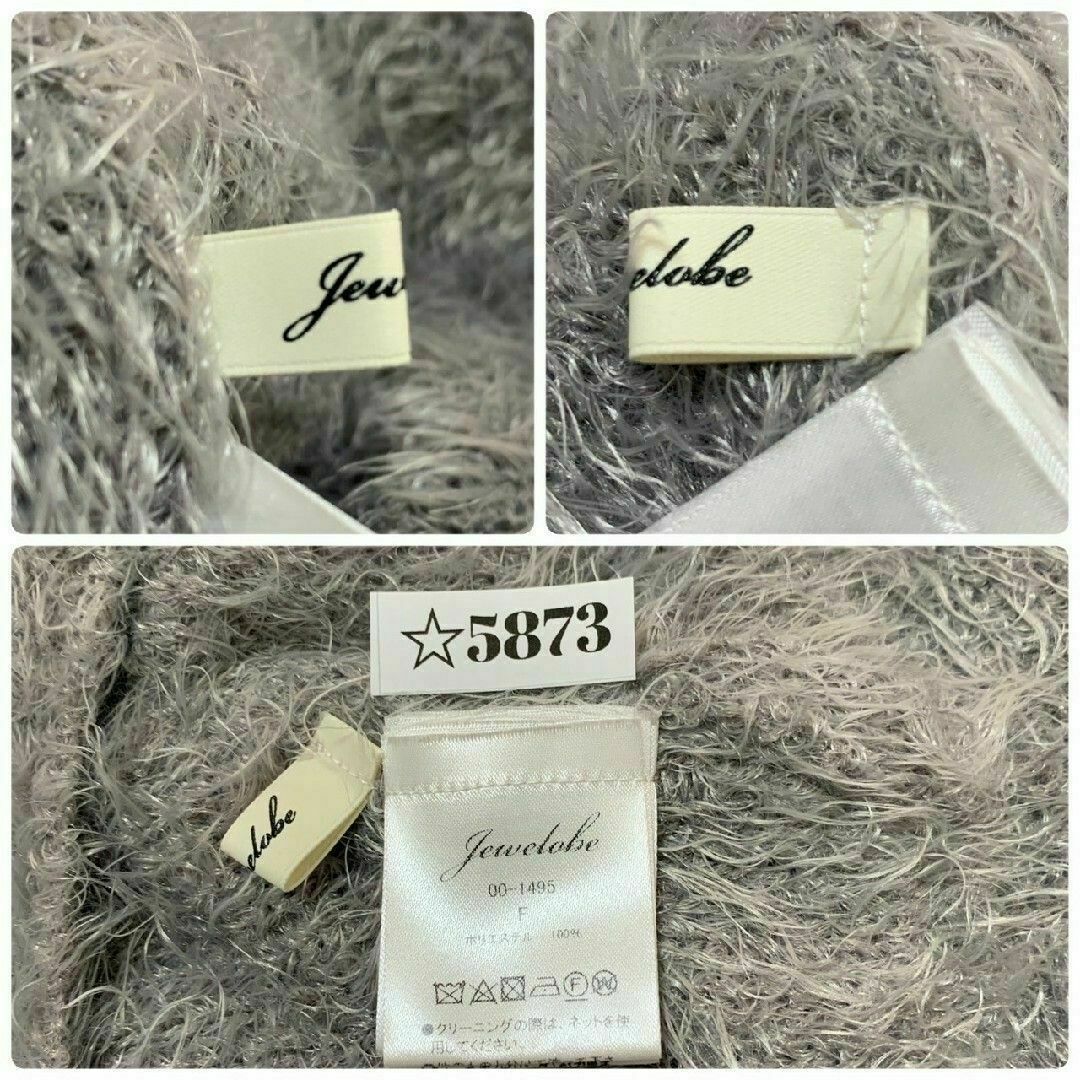 Jew
elobe
☆5873
elobe
Jewelobe
00-1495
F
ポリエステル 100%
F W
●クリーニングの際は、ネットを使
用してください。